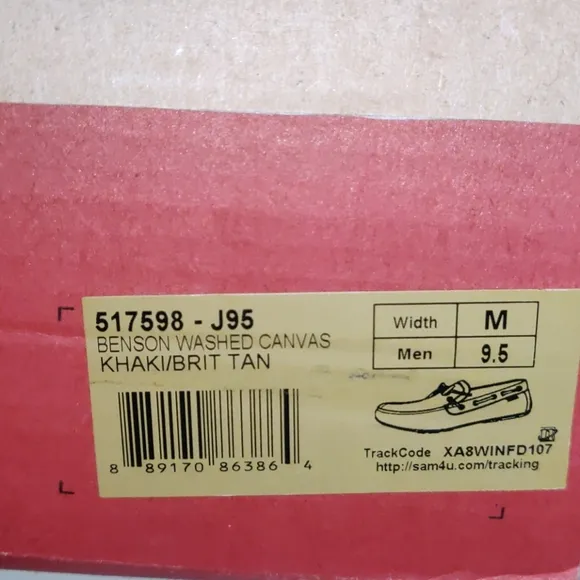 517598 - J95
BENSON WASHED CANVAS
KHAKI/BRIT TAN
Width M
Men 9.5
8 89170 86386 4
TrackCode XA8WINFD107
http://sam4u.com/tracking